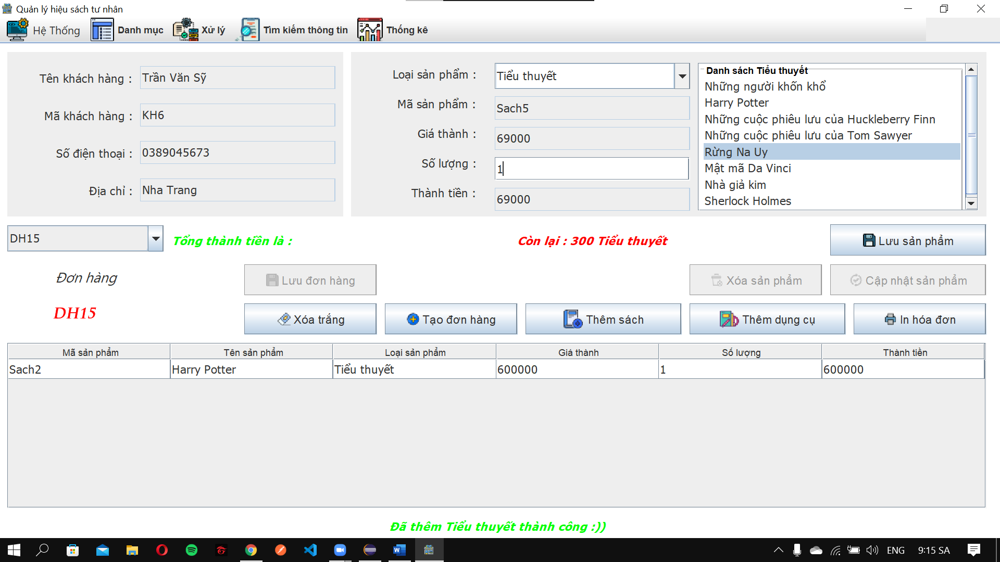 Quản lý hiệu sách tư nhân
Hệ Thống Danh mục Xử lý Tìm kiếm thông tin Thống kê
Tên khách hàng : Trần Văn Sỹ
Mã khách hàng : KH6
Số điện thoại : 0389045673
Địa chỉ : Nha Trang
Loại sản phẩm : Tiểu thuyết
Mã sản phẩm : Sach5
Giá thành : 69000
Số lượng : 1
Thành tiền : 69000
Danh sách Tiểu thuyết
Những người khốn khổ
Harry Potter
Những cuộc phiêu lưu của Huckleberry Finn
Những cuộc phiêu lưu của Tom Sawyer
Rừng Na Uy
Mật mã Da Vinci
Nhà giả kim
Sherlock Holmes
DH15 Tổng thành tiền là : Còn lại : 300 Tiểu thuyết Lưu sản phẩm
Đơn hàng Lưu đơn hàng Xóa sản phẩm Cập nhật sản phẩm
DH15 Xóa trắng Tạo đơn hàng Thêm sách Thêm dụng cụ In hóa đơn
Mã sản phẩm Tên sản phẩm Loại sản phẩm Giá thành Số lượng Thành tiền
Sach2 Harry Potter Tiểu thuyết 600000 1 600000
Đã thêm Tiểu thuyết thành công :))
ENG 9:15 SA